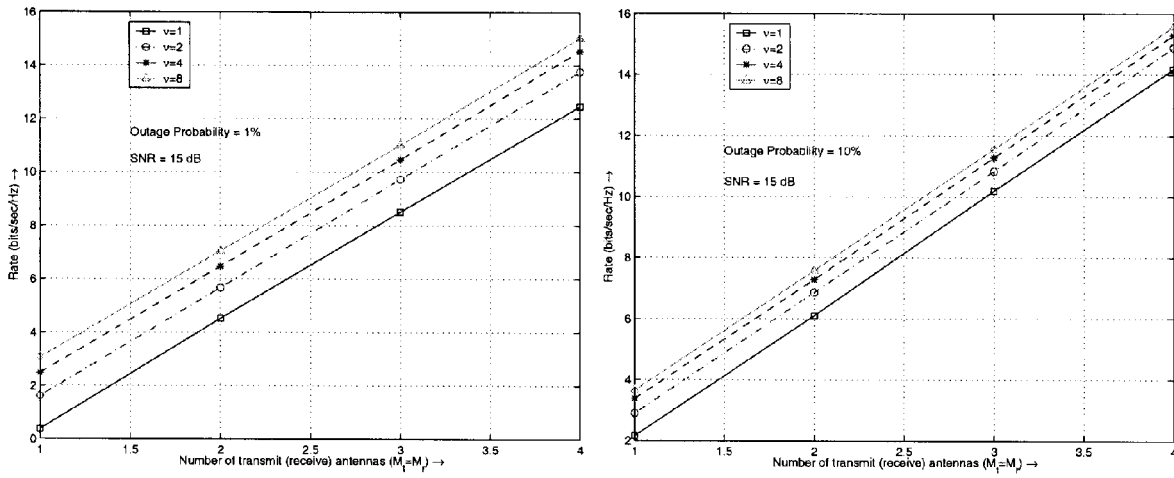 16
14
12
10
8
6
4
2
0
Rate (bits/sec/Hz) →
ν=1
ν=2
ν=4
ν=8
Outage Probability = 1%
SNR = 15 dB
1 1.5 2 2.5 3 3.5 4
Number of transmit (receive) antennas (Mt=Mr) →
16
14
12
10
8
6
4
2
Rate (bits/sec/Hz) →
ν=1
ν=2
ν=4
ν=8
Outage Probability = 10%
SNR = 15 dB
1 1.5 2 2.5 3 3.5 4
Number of transmit (receive) antennas (Mt=Mr) →